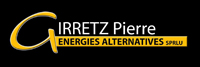 GIRRETZ Pierre
ENERGIES ALTERNATIVES SPRLU